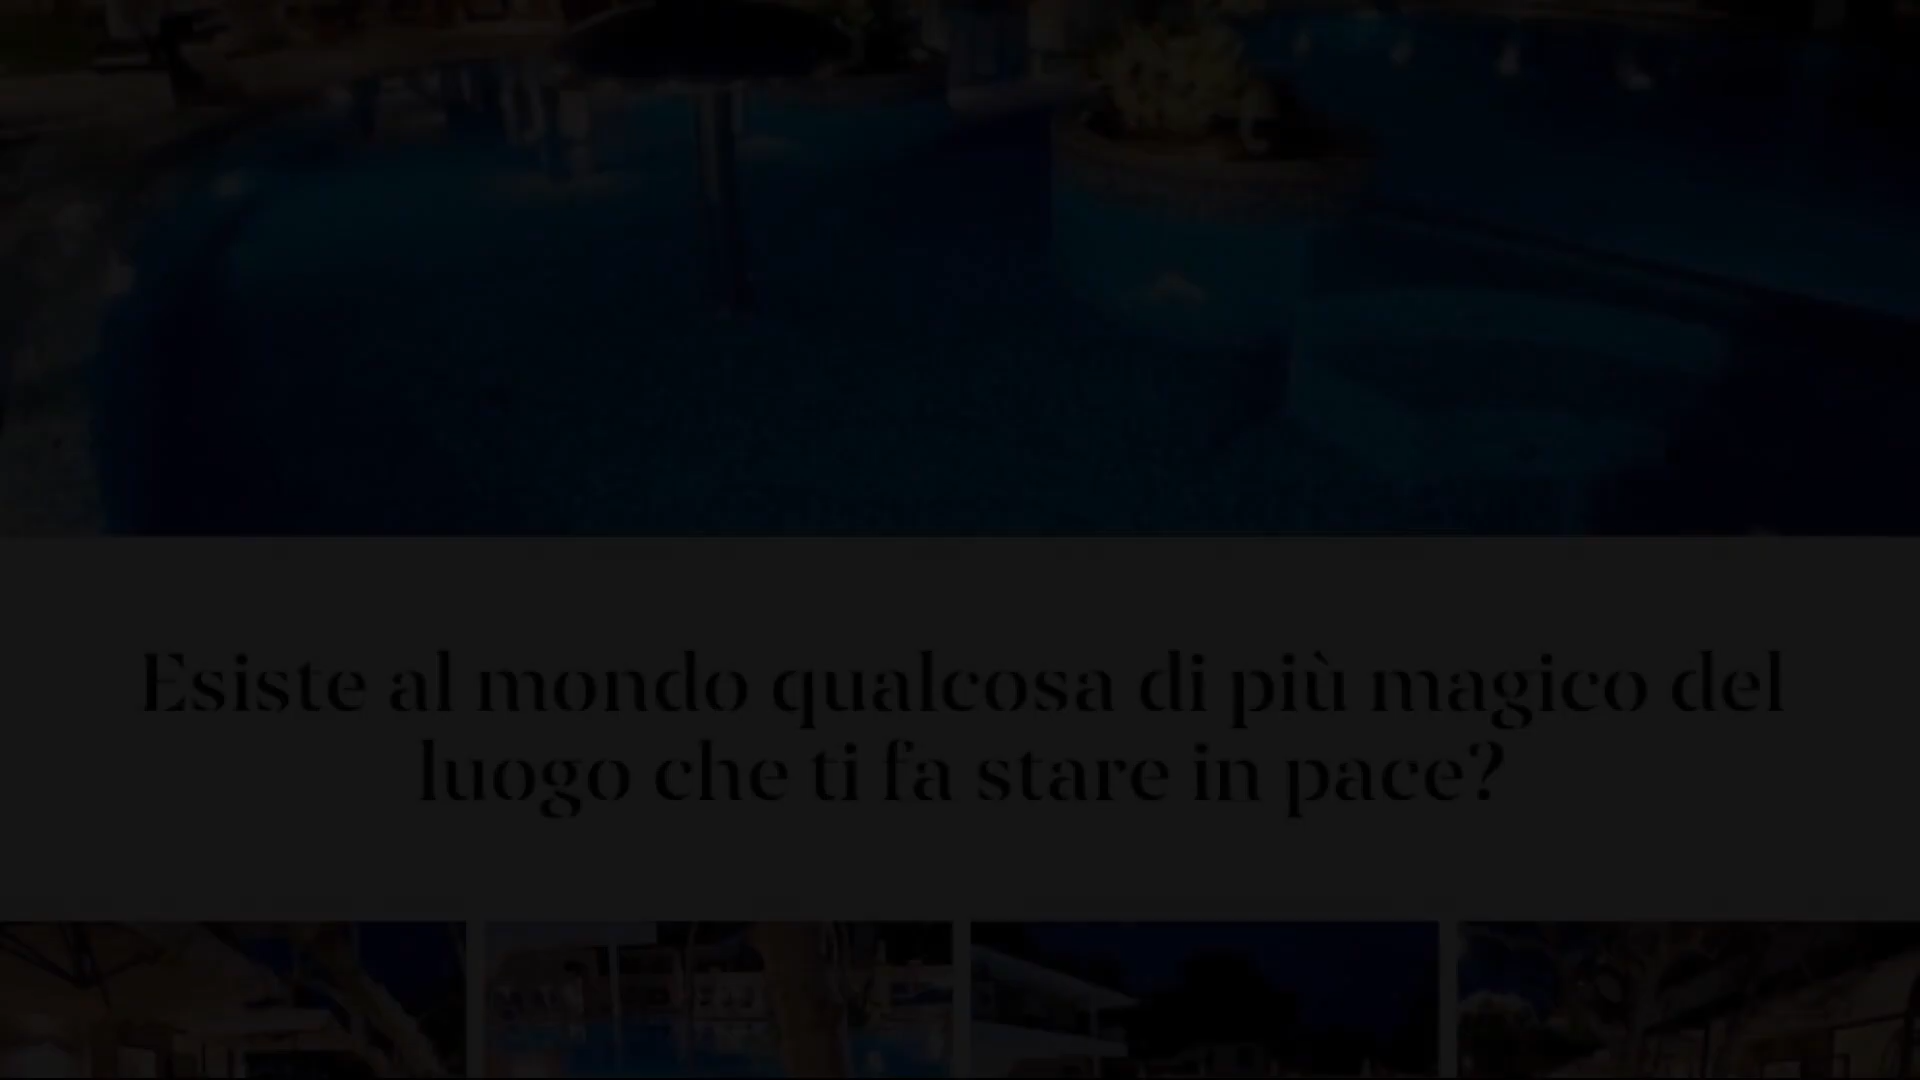 Esiste al mondo qualcosa di più magico del
luogo che ti fa stare in pace?